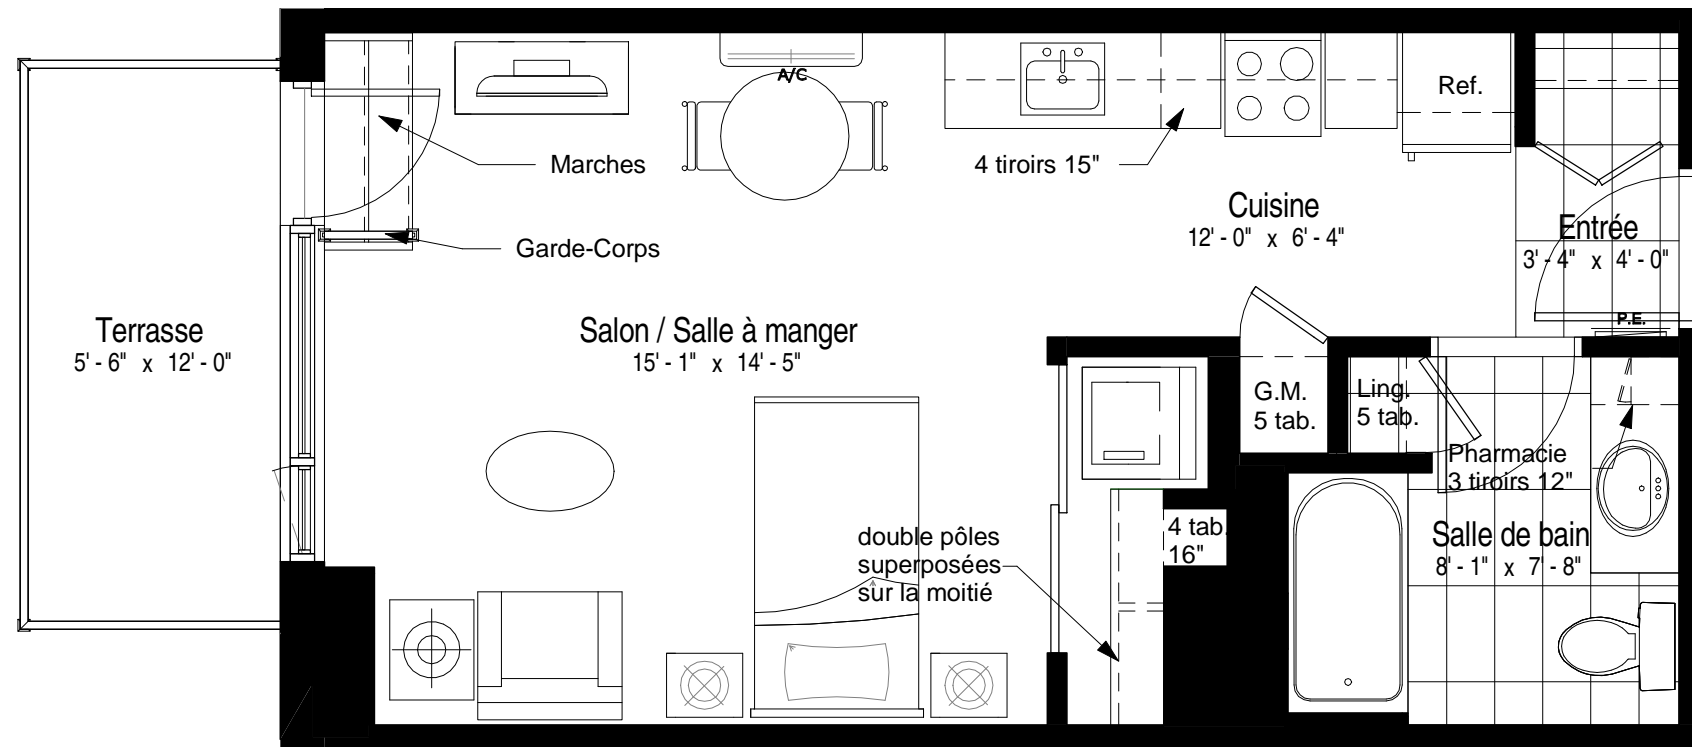 A/C
Ref.
Marches
4 tiroirs 15"
Garde-Corps
Cuisine
12' - 0" x 6' - 4"
Entrée
3' - 4" x 4' - 0"
P.E.
Terrasse
5' - 6" x 12' - 0"
Salon / Salle à manger
15' - 1" x 14' - 5"
G.M.
5 tab.
Ling.
5 tab.
Pharmacie
3 tiroirs 12"
double pôles
superposées
sur la moitié
4 tab.
16"
Salle de bain
8' - 1" x 7' - 8"